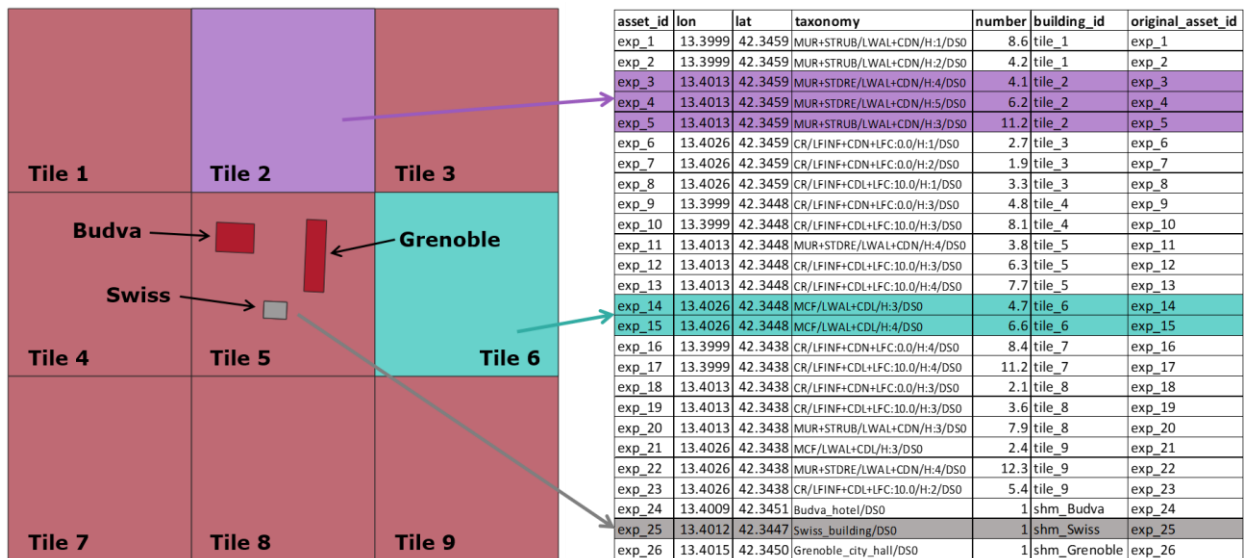 Tile 1
Tile 2
Tile 3
Budva
Grenoble
Swiss
Tile 4
Tile 5
Tile 6
Tile 7
Tile 8
Tile 9
asset_id lon lat taxonomy number building_id original_asset_id
exp_1 13.3999 42.3459 MUR+STRUB/LWAL+CDN/H:1/DS0 8.6 tile_1 exp_1
exp_2 13.3999 42.3459 MUR+STRUB/LWAL+CDN/H:2/DS0 4.2 tile_1 exp_2
exp_3 13.4013 42.3459 MUR+STDRE/LWAL+CDN/H:4/DS0 4.1 tile_2 exp_3
exp_4 13.4013 42.3459 MUR+STDRE/LWAL+CDN/H:5/DS0 6.2 tile_2 exp_4
exp_5 13.4013 42.3459 MUR+STRUB/LWAL+CDN/H:3/DS0 11.2 tile_2 exp_5
exp_6 13.4026 42.3459 CR/LFINF+CDN+LFC:0.0/H:1/DS0 2.7 tile_3 exp_6
exp_7 13.4026 42.3459 CR/LFINF+CDN+LFC:0.0/H:2/DS0 1.9 tile_3 exp_7
exp_8 13.4026 42.3459 CR/LFINF+CDL+LFC:10.0/H:1/DS0 3.3 tile_3 exp_8
exp_9 13.3999 42.3448 CR/LFINF+CDN+LFC:0.0/H:3/DS0 4.8 tile_4 exp_9
exp_10 13.3999 42.3448 CR/LFINF+CDL+LFC:10.0/H:3/DS0 8.1 tile_4 exp_10
exp_11 13.4013 42.3448 MUR+STDRE/LWAL+CDN/H:4/DS0 3.8 tile_5 exp_11
exp_12 13.4013 42.3448 CR/LFINF+CDL+LFC:10.0/H:3/DS0 6.3 tile_5 exp_12
exp_13 13.4013 42.3448 CR/LFINF+CDL+LFC:10.0/H:4/DS0 7.7 tile_5 exp_13
exp_14 13.4026 42.3448 MCF/LWAL+CDL/H:3/DS0 4.7 tile_6 exp_14
exp_15 13.4026 42.3448 MCF/LWAL+CDL/H:4/DS0 6.6 tile_6 exp_15
exp_16 13.3999 42.3438 CR/LFINF+CDN+LFC:0.0/H:4/DS0 8.4 tile_7 exp_16
exp_17 13.3999 42.3438 CR/LFINF+CDL+LFC:10.0/H:4/DS0 11.2 tile_7 exp_17
exp_18 13.4013 42.3438 CR/LFINF+CDN+LFC:0.0/H:3/DS0 2.1 tile_8 exp_18
exp_19 13.4013 42.3438 CR/LFINF+CDL+LFC:10.0/H:3/DS0 3.6 tile_8 exp_19
exp_20 13.4013 42.3438 MUR+STRUB/LWAL+CDN/H:3/DS0 7.9 tile_8 exp_20
exp_21 13.4026 42.3438 MCF/LWAL+CDL/H:3/DS0 2.4 tile_9 exp_21
exp_22 13.4026 42.3438 MUR+STDRE/LWAL+CDN/H:4/DS0 12.3 tile_9 exp_22
exp_23 13.4026 42.3438 CR/LFINF+CDL+LFC:10.0/H:2/DS0 5.4 tile_9 exp_23
exp_24 13.4009 42.3451 Budva_hotel/DS0 1 shm_Budva exp_24
exp_25 13.4012 42.3447 Swiss_building/DS0 1 shm_Swiss exp_25
exp_26 13.4015 42.3450 Grenoble_city_hall/DS0 1 shm_Grenoble exp_26